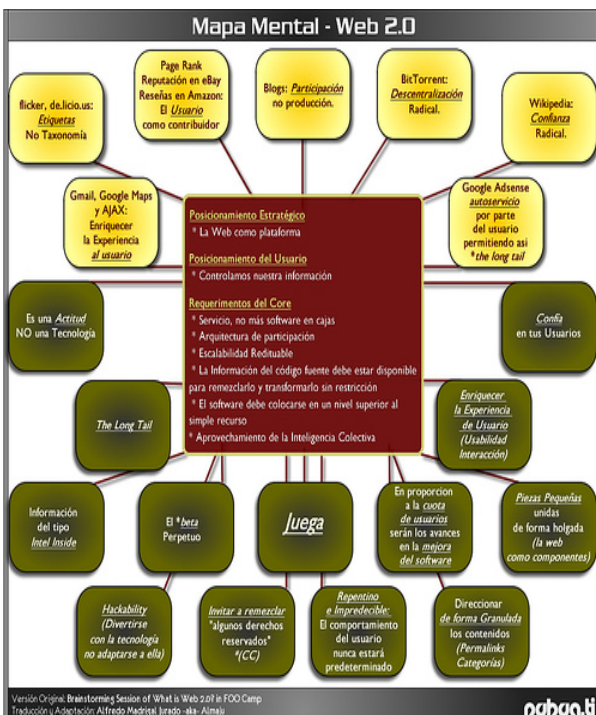 Mapa Mental - Web 2.0
flicker, de.licio.us:
Etiquetas
No Taxonomía
Page Rank
Reputación en eBay
Reseñas en Amazon:
El Usuario
como contribuidor
Blogs: Participación
no producción.
BitTorrent:
Descentralización
Radical.
Wikipedia:
Confianza
Radical.
Gmail, Google Maps
y AJAX:
Enriquecer
la Experiencia
al usuario
Google Adsense
autoservicio
por parte
del usuario
permitiendo asi
*the long tail
Posicionamiento Estratégico
* La Web como plataforma
Posicionamiento del Usuario
* Controlamos nuestra información
Requerimentos del Core
* Servicio, no más software en cajas
* Arquitectura de participación
* Escalabilidad Redituable
* La Información del código fuente debe estar disponible
para remezclarlo y transformarlo sin restricción
* El software debe colocarse en un nivel superior al
simple recurso
* Aprovechamiento de la Inteligencia Colectiva
Es una Actitud
NO una Tecnología
Confia
en tus Usuarios
The Long Tail
Enriquecer
la Experiencia
de Usuario
(Usabilidad
Interacción)
Información
del tipo
Intel Inside
El *beta
Perpetuo
Juega
En proporcion
a la cuota
de usuarios
serán los avances
en la mejora
del software
Piezas Pequeñas
unidas
de forma holgada
(la web
como componentes)
Hackability
(Divertirse
con la tecnología
no adaptarse a ella)
Invitar a remezclar
"algunos derechos
reservados"
*(CC)
Repentino
e Impredecible:
El comportamiento
del usuario
nunca estará
predeterminado
Direccionar
de forma Granulada
los contenidos
(Permalinks
Categorías)
Versión Original: Brainstorming Session of What is Web 2.0? in FOO Camp
Traducción y Adaptación: Alfredo Madrigal Jurado -aka- Almaju